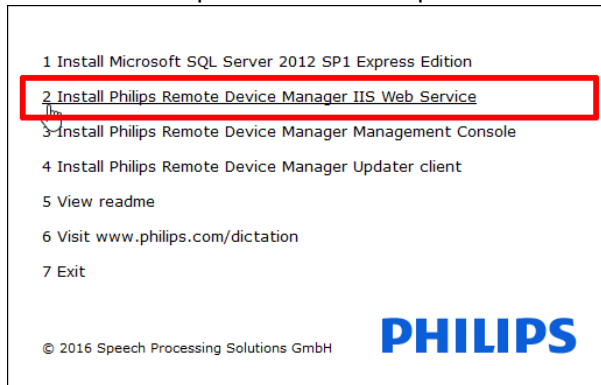 1 Install Microsoft SQL Server 2012 SP1 Express Edition
2 Install Philips Remote Device Manager IIS Web Service
3 Install Philips Remote Device Manager Management Console
4 Install Philips Remote Device Manager Updater client
5 View readme
6 Visit www.philips.com/dictation
7 Exit
© 2016 Speech Processing Solutions GmbH
PHILIPS